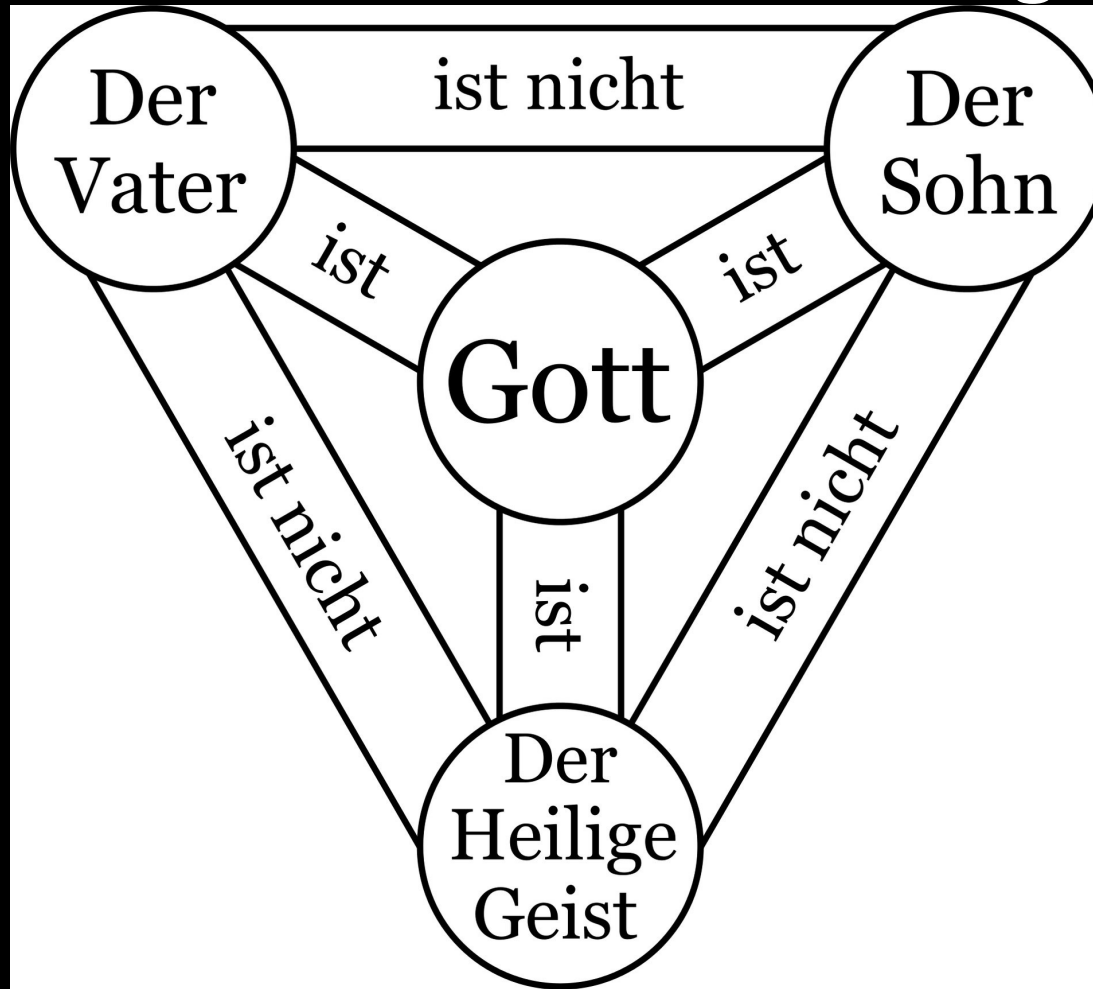 Der
Vater
ist nicht
Der
Sohn
ist
ist
Gott
ist nicht
ist
ist nicht
Der
Heilige
Geist